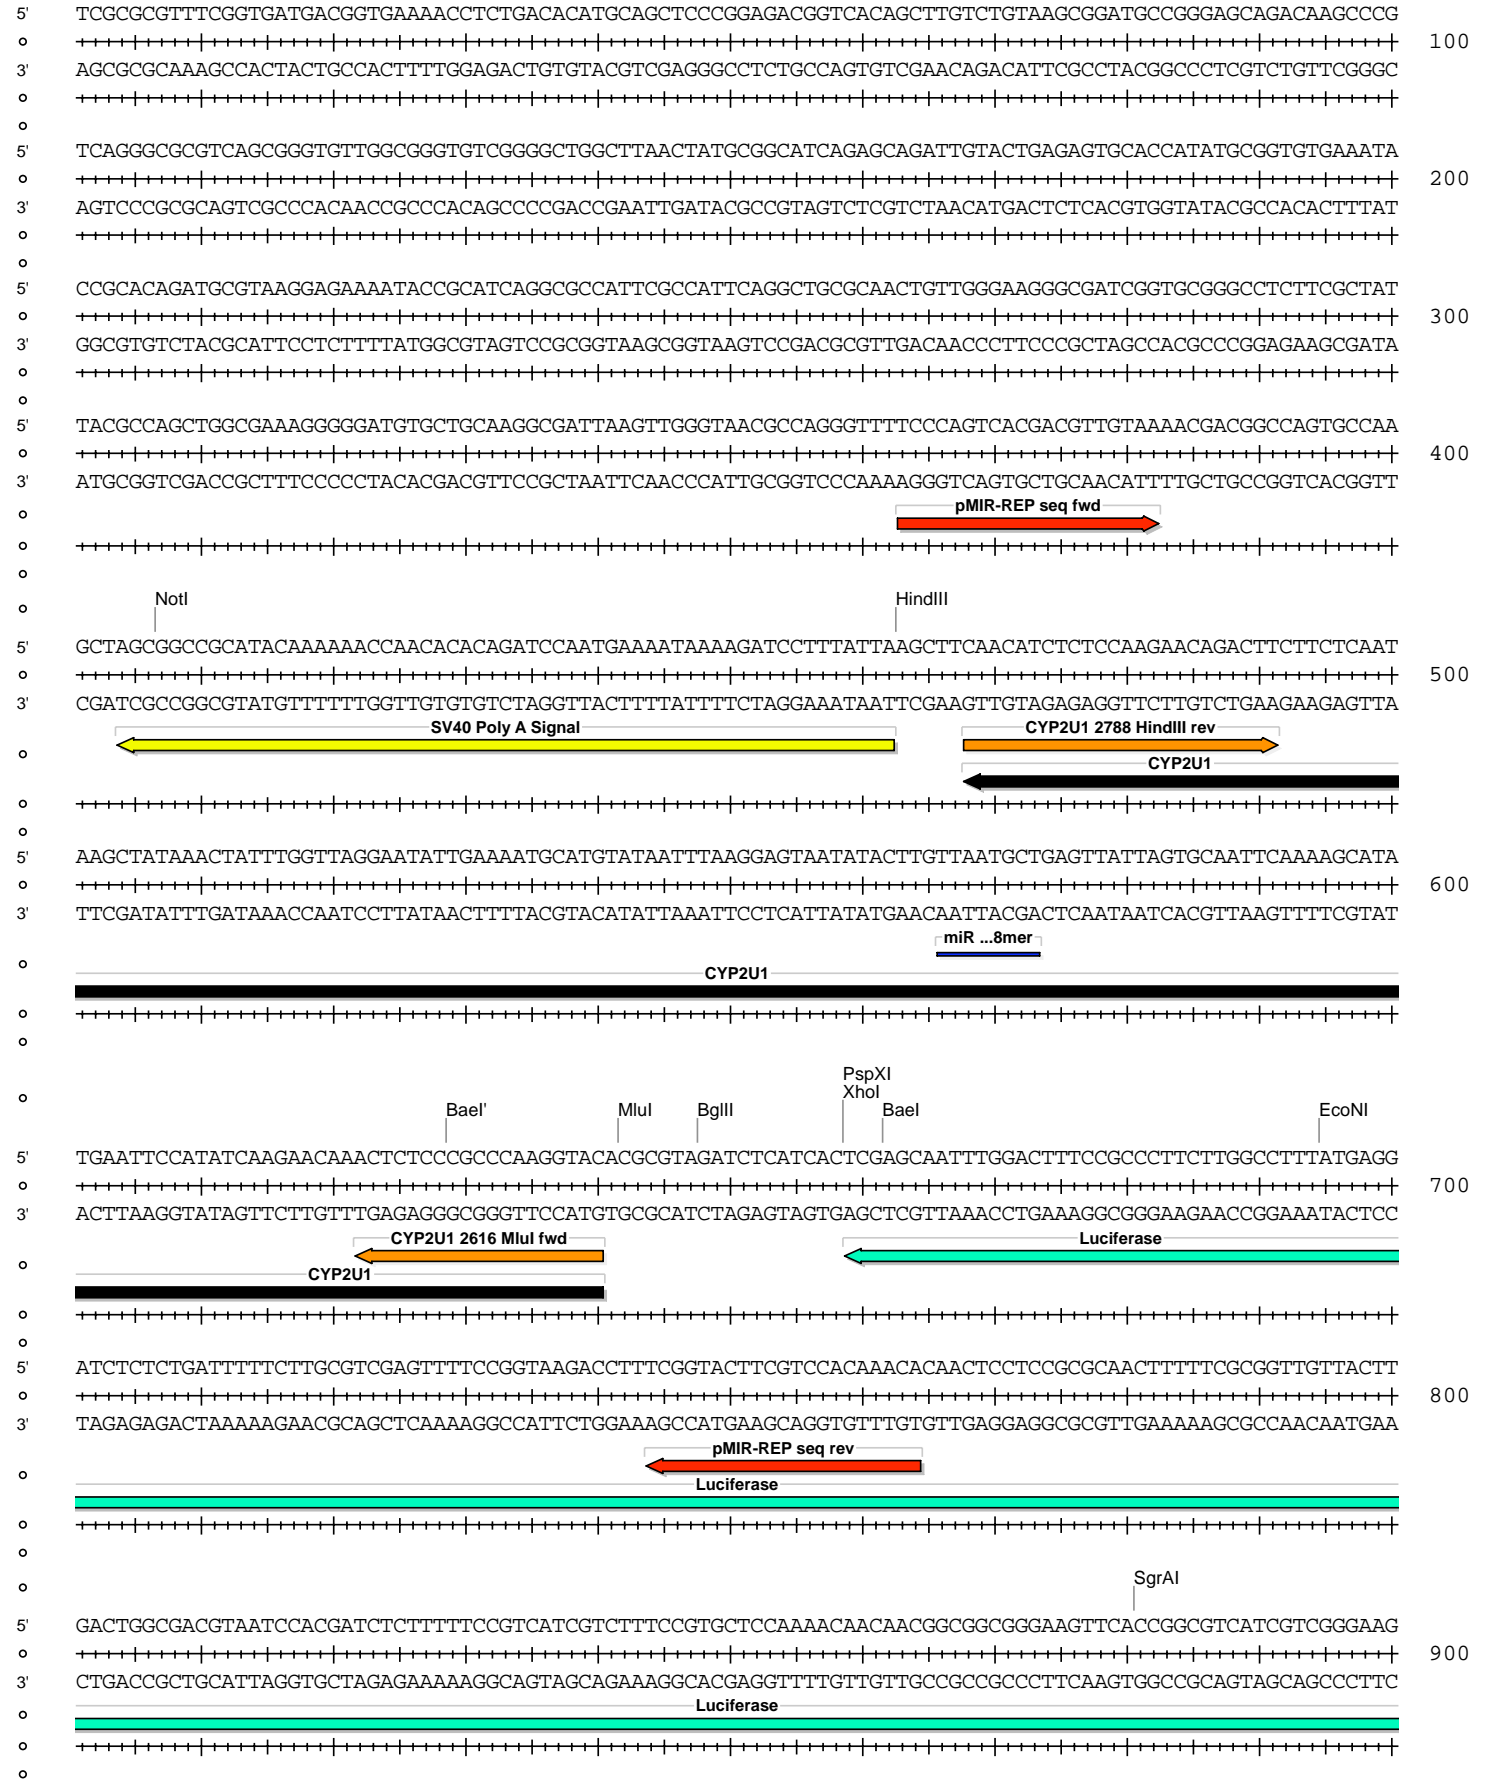 5' TCGCGCGTTTCGGTGATGACGGTGAAAACCTCTGACACATGCAGCTCCCGGAGACGGTCACAGCTTGTCTGTAAGCGGATGCCGGGAGCAGACAAGCCCG
100
3' AGCGCGCAAAGCCACTACTGCCACTTTTGGAGACTGTGTACGTCGAGGGCCTCTGCCAGTGTCGAACAGACATTCGCCTACGGCCCTCGTCTGTTCGGGC
5' TCAGGGCGCGTCAGCGGGTGTTGGCGGGTGTCGGGGCTGGCTTAACTATGCGGCATCAGAGCAGATTGTACTGAGAGTGCACCATATGCGGTGTGAAATA
200
3' AGTCCCGCGCAGTCGCCCACAACCGCCCACAGCCCCGACCGAATTGATACGCCGTAGTCTCGTCTAACATGACTCTCACGTGGTATACGCCACACTTTAT
5' CCGCACAGATGCGTAAGGAGAAAATACCGCATCAGGCGCCATTCGCCATTCAGGCTGCGCAACTGTTGGGAAGGGCGATCGGTGCGGGCCTCTTCGCTAT
300
3' GGCGTGTCTACGCATTCCTCTTTTATGGCGTAGTCCGCGGTAAGCGGTAAGTCCGACGCGTTGACAACCCTTCCCGCTAGCCACGCCCGGAGAAGCGATA
5' TACGCCAGCTGGCGAAAGGGGGATGTGCTGCAAGGCGATTAAGTTGGGTAACGCCAGGGTTTTCCCAGTCACGACGTTGTAAAACGACGGCCAGTGCCAA
400
3' ATGCGGTCGACCGCTTTCCCCCTACACGACGTTCCGCTAATTCAACCCATTGCGGTCCCAAAAGGGTCAGTGCTGCAACATTTTGCTGCCGGTCACGGTT
pMIR-REP seq fwd
NotI HindIII
5' GCTAGCGGCCGCATACAAAAAACCAACACACAGATCCAATGAAAATAAAAGATCCTTTATTAAGCTTCAACATCTCTCCAAGAACAGACTTCTTCTCAAT
500
3' CGATCGCCGGCGTATGTTTTTTGGTTGTGTGTCTAGGTTACTTTTATTTTCTAGGAAATAATTCGAAGTTGTAGAGAGGTTCTTGTCTGAAGAAGAGTTA
SV40 Poly A Signal CYP2U1 2788 HindIII rev
CYP2U1
5' AAGCTATAAACTATTTGGTTAGGAATATTGAAAATGCATGTATAATTTAAGGAGTAATATACTTGTTAATGCTGAGTTATTAGTGCAATTCAAAAGCATA
600
3' TTCGATATTTGATAAACCAATCCTTATAACTTTTACGTACATATTAAATTCCTCATTATATGAACAATTACGACTCAATAATCACGTTAAGTTTTCGTAT
miR ...8mer
CYP2U1
PspXI
XhoI
BaeI' MluI BglII BaeI EcoNI
5' TGAATTCCATATCAAGAACAAACTCTCCCGCCCAAGGTACACGCGTAGATCTCATCACTCGAGCAATTTGGACTTTCCGCCCTTCTTGGCCTTTATGAGG
700
3' ACTTAAGGTATAGTTCTTGTTTGAGAGGGCGGGTTCCATGTGCGCATCTAGAGTAGTGAGCTCGTTAAACCTGAAAGGCGGGAAGAACCGGAAATACTCC
CYP2U1 2616 MluI fwd Luciferase
CYP2U1
5' ATCTCTCTGATTTTTCTTGCGTCGAGTTTTCCGGTAAGACCTTTCGGTACTTCGTCCACAAACACAACTCCTCCGCGCAACTTTTTCGCGGTTGTTACTT
800
3' TAGAGAGACTAAAAAGAACGCAGCTCAAAAGGCCATTCTGGAAAGCCATGAAGCAGGTGTTTGTGTTGAGGAGGCGCGTTGAAAAAGCGCCAACAATGAA
pMIR-REP seq rev
Luciferase
SgrAI
5' GACTGGCGACGTAATCCACGATCTCTTTTTCCGTCATCGTCTTTCCGTGCTCCAAAACAACAACGGCGGCGGGAAGTTCACCGGCGTCATCGTCGGGAAG
900
3' CTGACCGCTGCATTAGGTGCTAGAGAAAAAGGCAGTAGCAGAAAGGCACGAGGTTTTGTTGTTGCCGCCGCCCTTCAAGTGGCCGCAGTAGCAGCCCTTC
Luciferase